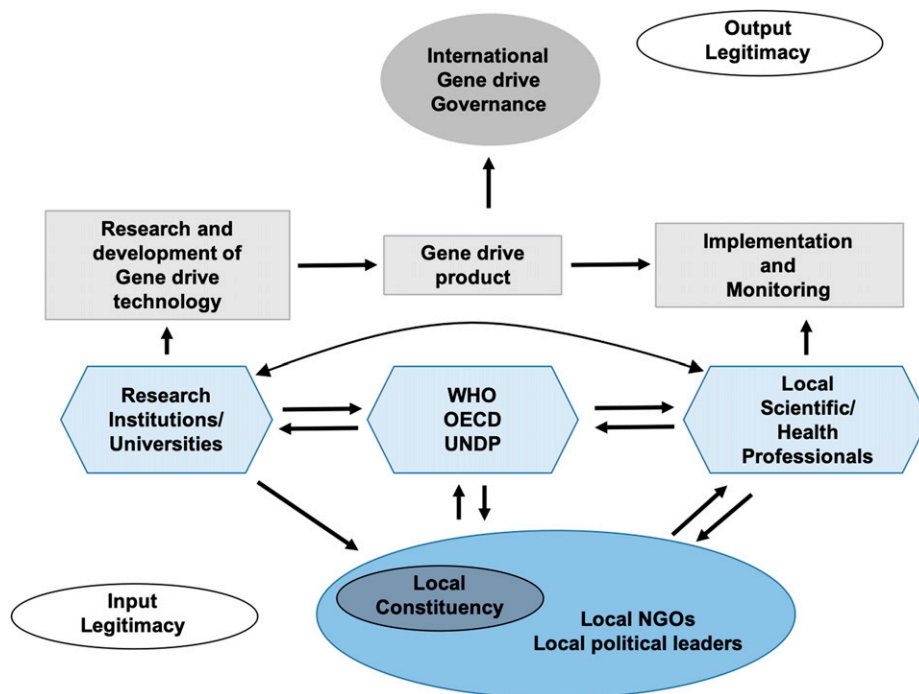 International
Gene drive
Governance
Output
Legitimacy
Research and
development of
Gene drive
technology
Gene drive
product
Implementation
and
Monitoring
Research
Institutions/
Universities
WHO
OECD
UNDP
Local
Scientific/
Health
Professionals
Local
Constituency
Local NGOs
Local political leaders
Input
Legitimacy